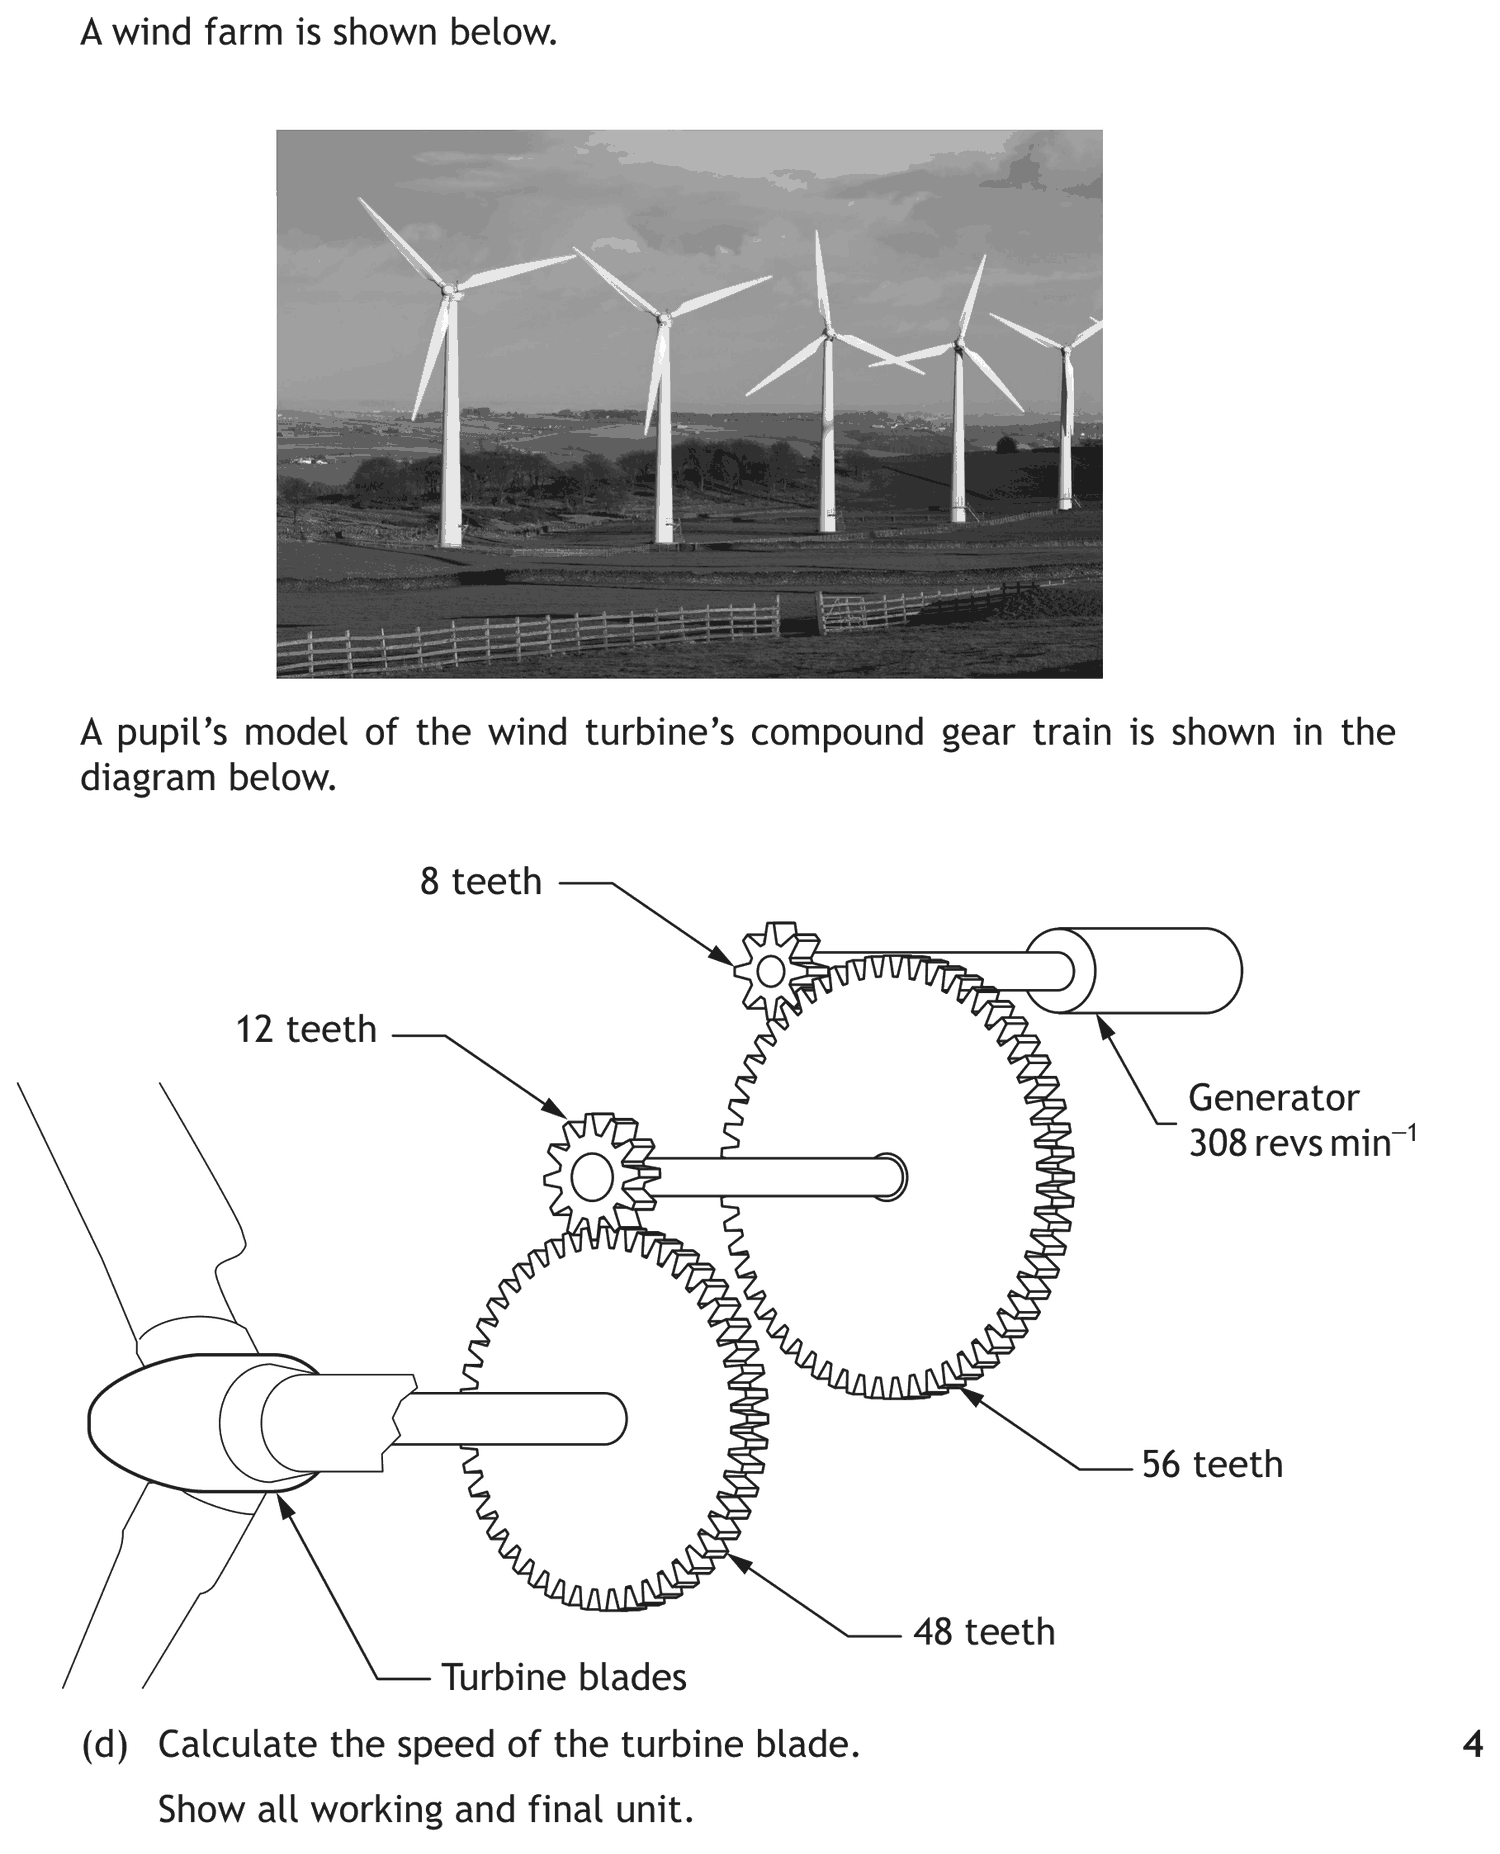 A wind farm is shown below.
A pupil’s model of the wind turbine’s compound gear train is shown in the
diagram below.
8 teeth
12 teeth
Generator
308 revs min⁻¹
56 teeth
48 teeth
Turbine blades
(d) Calculate the speed of the turbine blade. 4
Show all working and final unit.